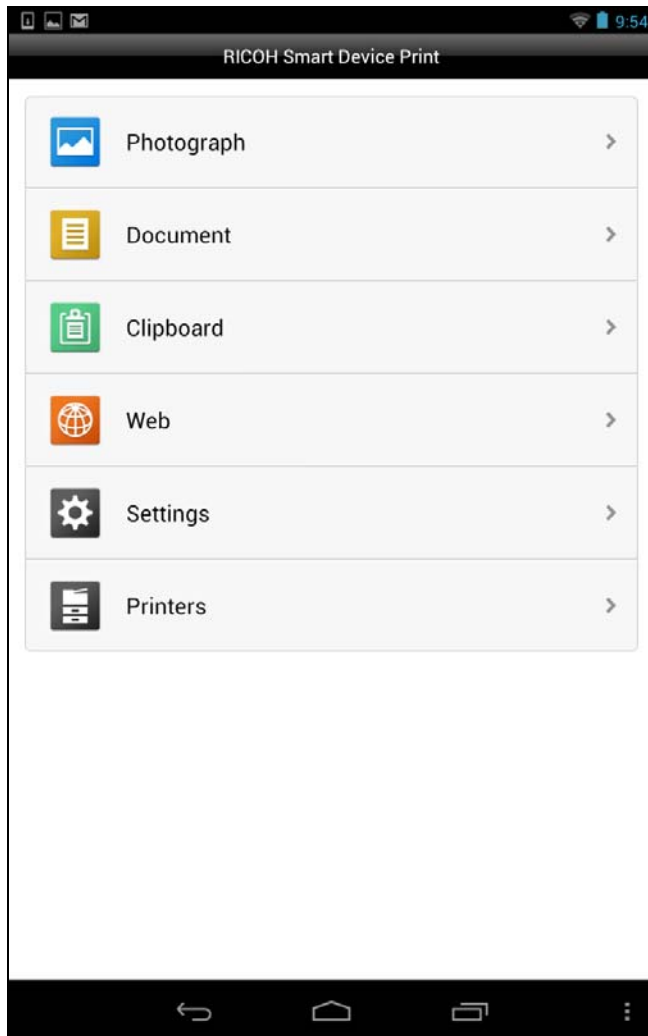 9:54
RICOH Smart Device Print
Photograph
Document
Clipboard
Web
Settings
Printers